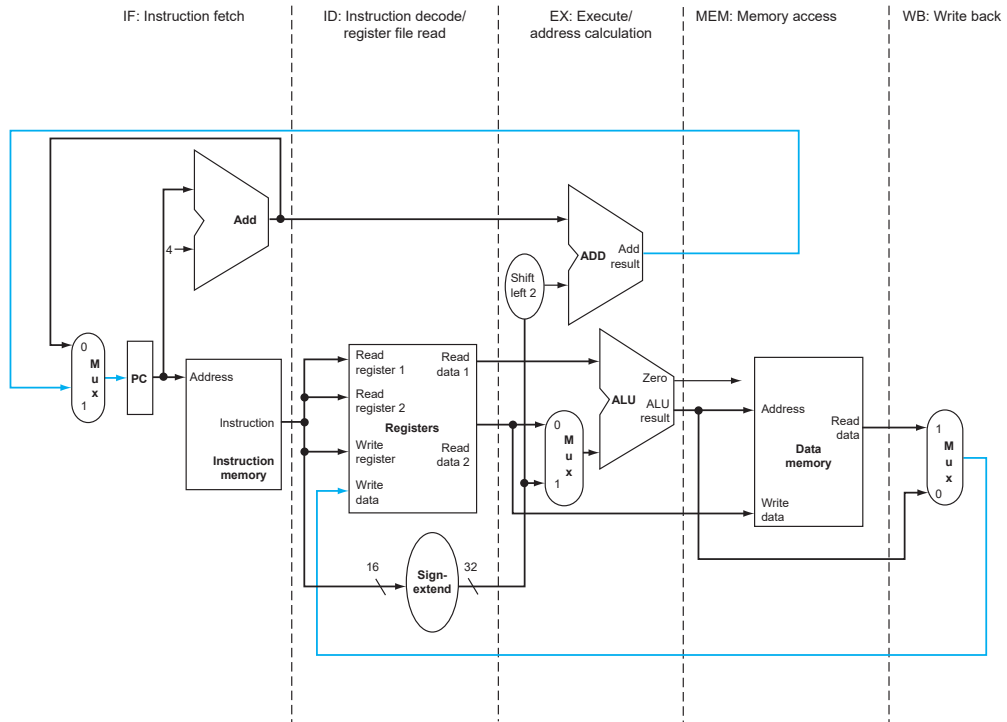 IF: Instruction fetch
ID: Instruction decode/
register file read
EX: Execute/
address calculation
MEM: Memory access
WB: Write back
Add
4
ADD
Add
result
Shift
left 2
0
M
u
x
1
PC
Address
Instruction
Instruction
memory
Read
register 1
Read
register 2
Write
register
Write
data
Registers
Read
data 1
Read
data 2
0
M
u
x
1
Zero
ALU
ALU
result
Address
Write
data
Data
memory
Read
data
1
M
u
x
0
16
Sign-
extend
32